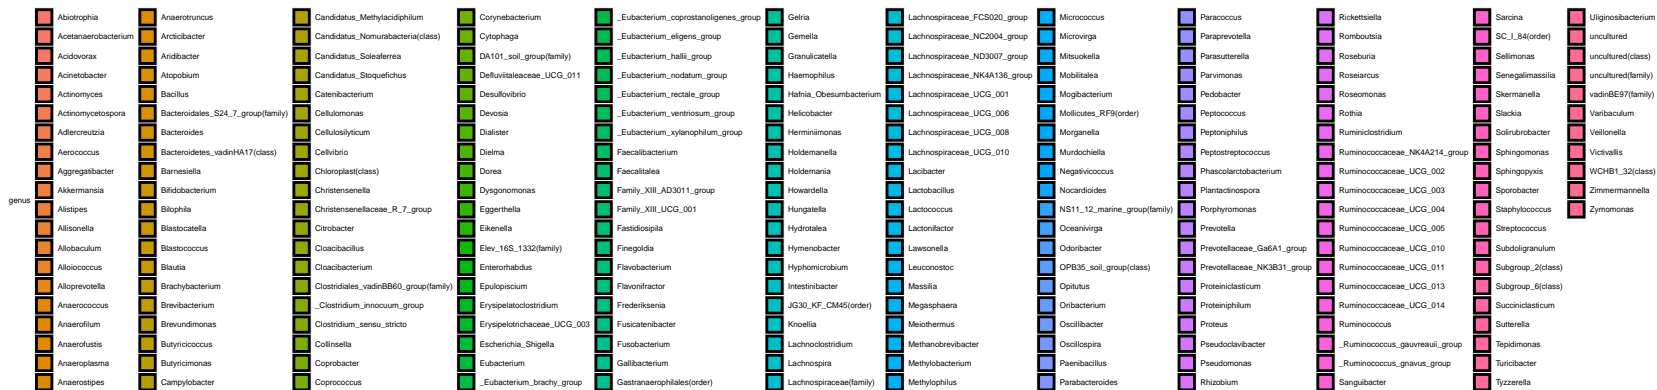 genus
Abiotrophia
Acetanaerobacterium
Acidovorax
Acinetobacter
Actinomyces
Actinomycetospora
Adlercreutzia
Aerococcus
Aggregatibacter
Akkermansia
Alistipes
Allisonella
Allobaculum
Alloiococcus
Alloprevotella
Anaerococcus
Anaerofilum
Anaerofustis
Anaeroplasma
Anaerostipes
Anaerotruncus
Arcticibacter
Aridibacter
Atopobium
Bacillus
Bacteroidales_S24_7_group(family)
Bacteroides
Bacteroidetes_vadinHA17(class)
Barnesiella
Bifidobacterium
Bilophila
Blastocatella
Blastococcus
Blautia
Brachybacterium
Brevibacterium
Brevundimonas
Butyricicoccus
Butyricimonas
Campylobacter
Candidatus_Methylacidiphilum
Candidatus_Nomurabacteria(class)
Candidatus_Soleaferrea
Candidatus_Stoquefichus
Catenibacterium
Cellulomonas
Cellulosilyticum
Cellvibrio
Chloroplast(class)
Christensenella
Christensenellaceae_R_7_group
Citrobacter
Cloacibacillus
Cloacibacterium
Clostridiales_vadinBB60_group(family)
_Clostridium_innocuum_group
Clostridium_sensu_stricto
Collinsella
Coprobacter
Coprococcus
Corynebacterium
Cytophaga
DA101_soil_group(family)
Defluviitaleaceae_UCG_011
Desulfovibrio
Devosia
Dialister
Dielma
Dorea
Dysgonomonas
Eggerthella
Eikenella
Elev_16S_1332(family)
Enterorhabdus
Epulopiscium
Erysipelatoclostridium
Erysipelotrichaceae_UCG_003
Escherichia_Shigella
Eubacterium
_Eubacterium_brachy_group
_Eubacterium_coprostanoligenes_group
_Eubacterium_eligens_group
_Eubacterium_hallii_group
_Eubacterium_nodatum_group
_Eubacterium_rectale_group
_Eubacterium_ventriosum_group
_Eubacterium_xylanophilum_group
Faecalibacterium
Faecalitalea
Family_XIII_AD3011_group
Family_XIII_UCG_001
Fastidiosipila
Finegoldia
Flavobacterium
Flavonifractor
Frederiksenia
Fusicatenibacter
Fusobacterium
Gallibacterium
Gastranaerophilales(order)
Gelria
Gemella
Granulicatella
Haemophilus
Hafnia_Obesumbacterium
Helicobacter
Herminiimonas
Holdemanella
Holdemania
Howardella
Hungatella
Hydrotalea
Hymenobacter
Hyphomicrobium
Intestinibacter
JG30_KF_CM45(order)
Knoellia
Lachnoclostridium
Lachnospira
Lachnospiraceae(family)
Lachnospiraceae_FCS020_group
Lachnospiraceae_NC2004_group
Lachnospiraceae_ND3007_group
Lachnospiraceae_NK4A136_group
Lachnospiraceae_UCG_001
Lachnospiraceae_UCG_006
Lachnospiraceae_UCG_008
Lachnospiraceae_UCG_010
Lacibacter
Lactobacillus
Lactococcus
Lactonifactor
Lawsonella
Leuconostoc
Massilia
Megasphaera
Meiothermus
Methanobrevibacter
Methylobacterium
Methylophilus
Micrococcus
Microvirga
Mitsuokella
Mobilitalea
Mogibacterium
Mollicutes_RF9(order)
Morganella
Murdochiella
Negativicoccus
Nocardioides
NS11_12_marine_group(family)
Oceanivirga
Odoribacter
OPB35_soil_group(class)
Opitutus
Oribacterium
Oscillibacter
Oscillospira
Paenibacillus
Parabacteroides
Paracoccus
Paraprevotella
Parasutterella
Parvimonas
Pedobacter
Peptococcus
Peptoniphilus
Peptostreptococcus
Phascolarctobacterium
Plantactinospora
Porphyromonas
Prevotella
Prevotellaceae_Ga6A1_group
Prevotellaceae_NK3B31_group
Proteiniclasticum
Proteiniphilum
Proteus
Pseudoclavibacter
Pseudomonas
Rhizobium
Rickettsiella
Romboutsia
Roseburia
Roseiarcus
Roseomonas
Rothia
Ruminiclostridium
Ruminococcaceae_NK4A214_group
Ruminococcaceae_UCG_002
Ruminococcaceae_UCG_003
Ruminococcaceae_UCG_004
Ruminococcaceae_UCG_005
Ruminococcaceae_UCG_010
Ruminococcaceae_UCG_011
Ruminococcaceae_UCG_013
Ruminococcaceae_UCG_014
Ruminococcus
_Ruminococcus_gauvreauii_group
_Ruminococcus_gnavus_group
Sanguibacter
Sarcina
SC_I_84(order)
Sellimonas
Senegalimassilia
Skermanella
Slackia
Solirubrobacter
Sphingomonas
Sphingopyxis
Sporobacter
Staphylococcus
Streptococcus
Subdoligranulum
Subgroup_2(class)
Subgroup_6(class)
Succiniclasticum
Sutterella
Tepidimonas
Turicibacter
Tyzzerella
Uliginosibacterium
uncultured
uncultured(class)
uncultured(family)
vadinBE97(family)
Varibaculum
Veillonella
Victivallis
WCHB1_32(class)
Zimmermannella
Zymomonas